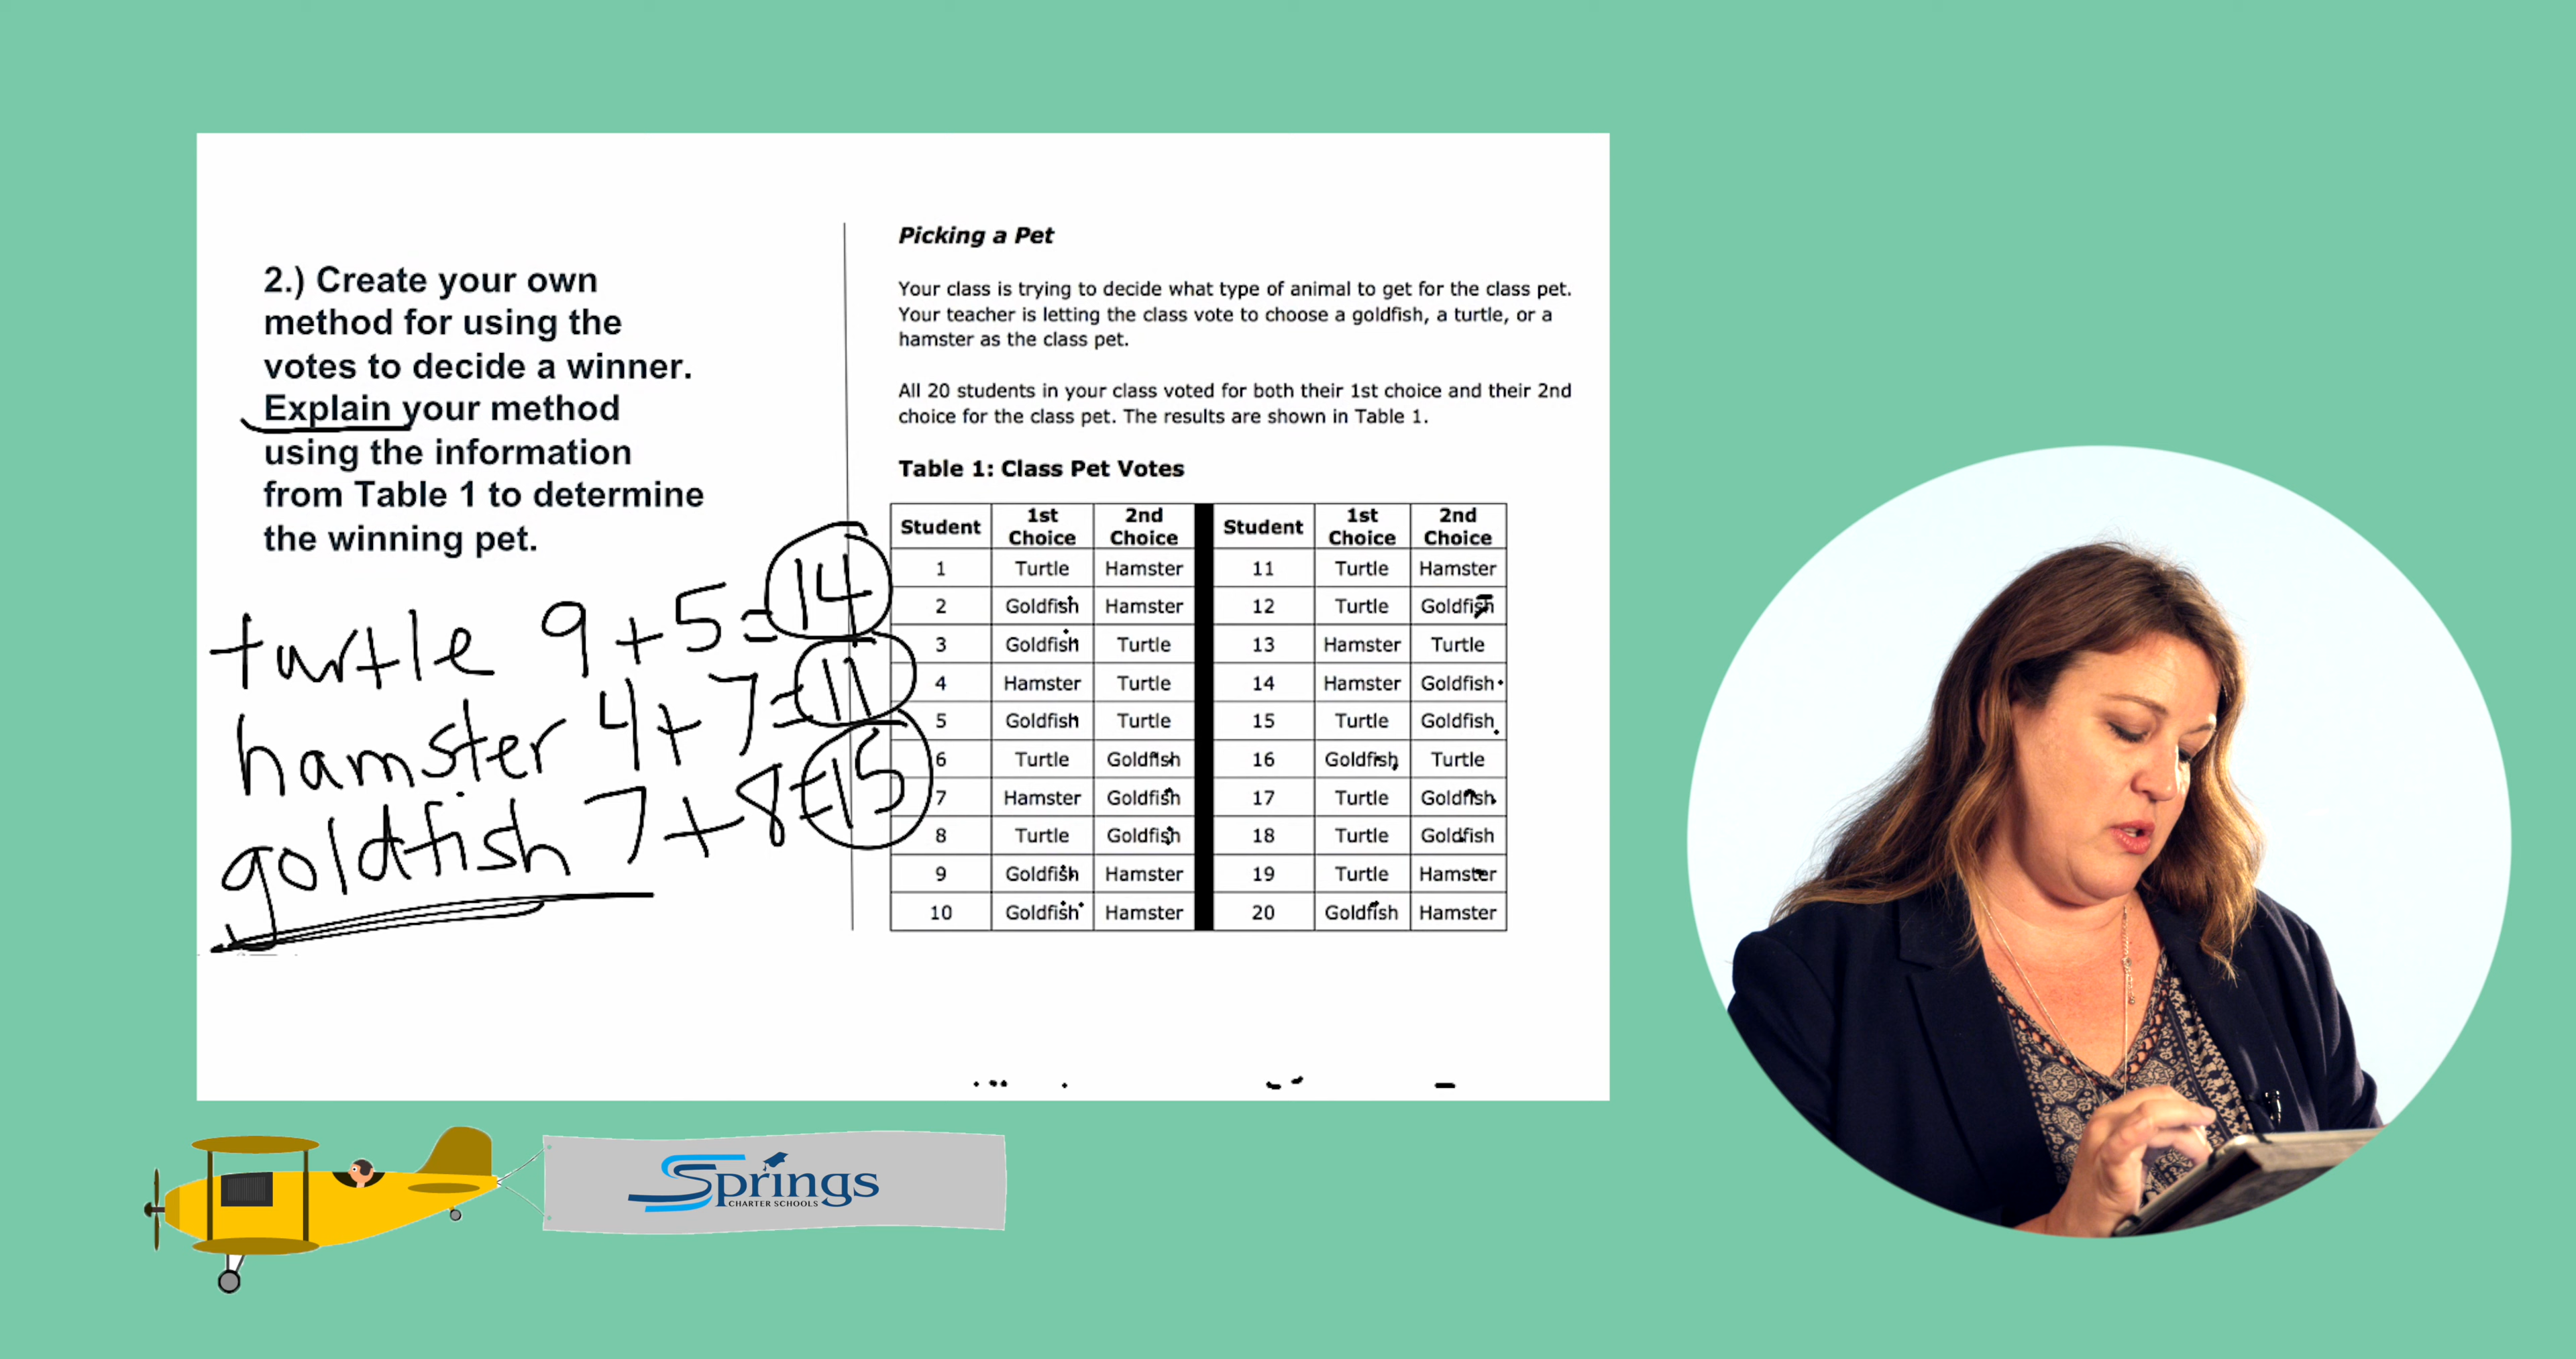 2.) Create your own
method for using the
votes to decide a winner.
Explain your method
using the information
from Table 1 to determine
the winning pet.
turtle 9+5=14
hamster 4+7=11
goldfish 7+8=15
Picking a Pet
Your class is trying to decide what type of animal to get for the class pet.
Your teacher is letting the class vote to choose a goldfish, a turtle, or a
hamster as the class pet.
All 20 students in your class voted for both their 1st choice and their 2nd
choice for the class pet. The results are shown in Table 1.
Table 1: Class Pet Votes
Student 1st Choice 2nd Choice Student 1st Choice 2nd Choice
1 Turtle Hamster 11 Turtle Hamster
2 Goldfish Hamster 12 Turtle Goldfish
3 Goldfish Turtle 13 Hamster Turtle
4 Hamster Turtle 14 Hamster Goldfish
5 Goldfish Turtle 15 Turtle Goldfish
6 Turtle Goldfish 16 Goldfish Turtle
7 Hamster Goldfish 17 Turtle Goldfish
8 Turtle Goldfish 18 Turtle Goldfish
9 Goldfish Hamster 19 Turtle Hamster
10 Goldfish Hamster 20 Goldfish Hamster
Springs
CHARTER SCHOOLS